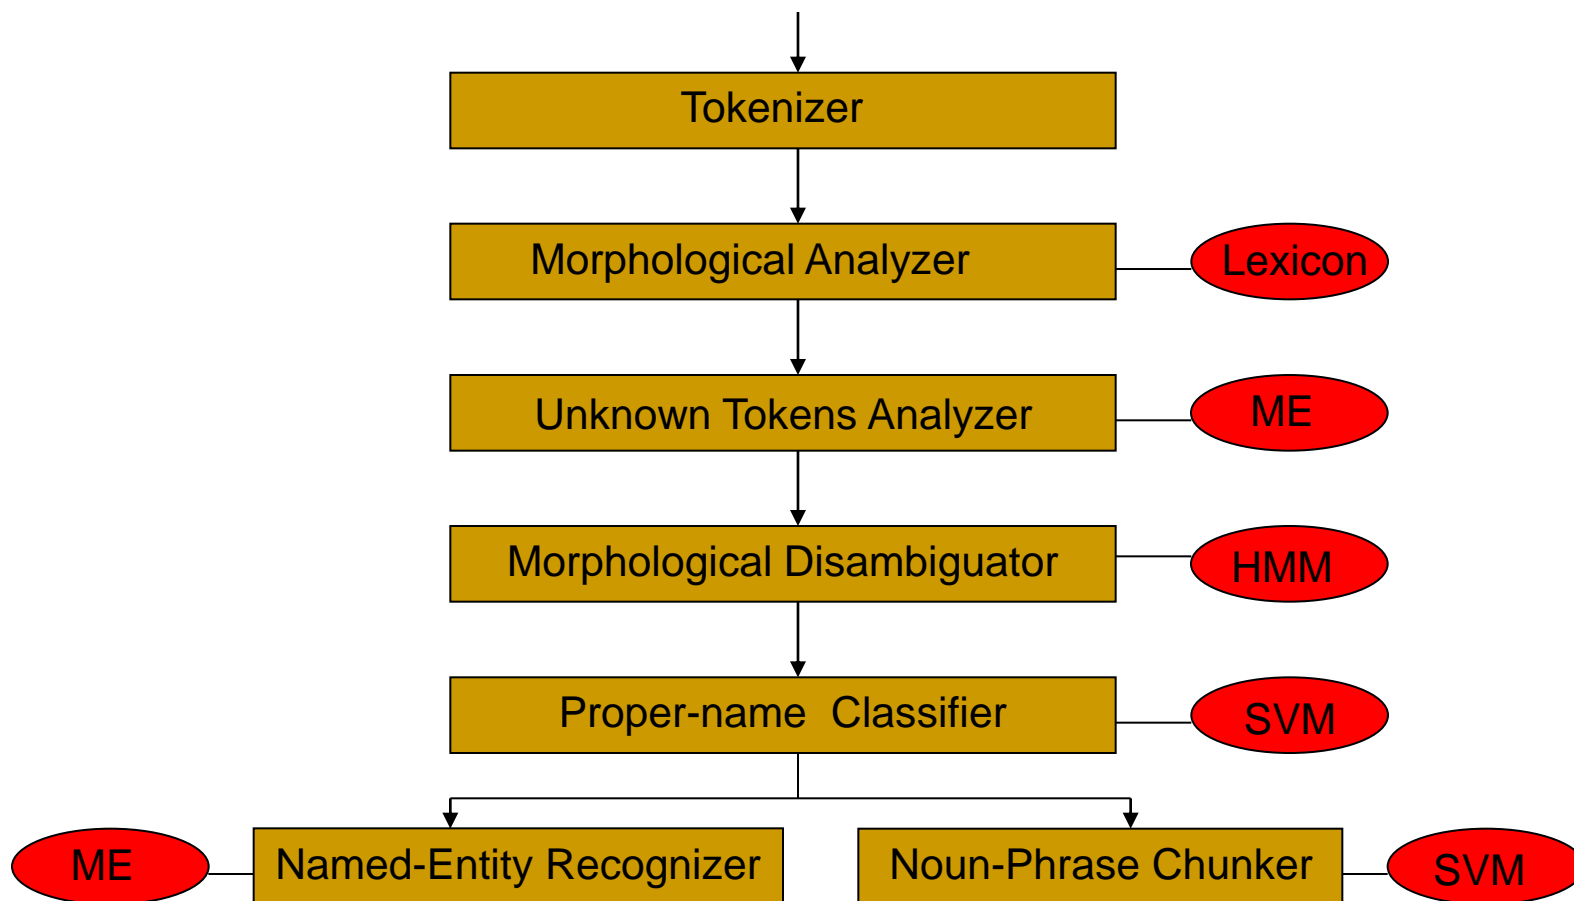 Tokenizer
Morphological Analyzer
Lexicon
Unknown Tokens Analyzer
ME
Morphological Disambiguator
HMM
Proper-name  Classifier
SVM
ME
Named-Entity Recognizer
Noun-Phrase Chunker
SVM